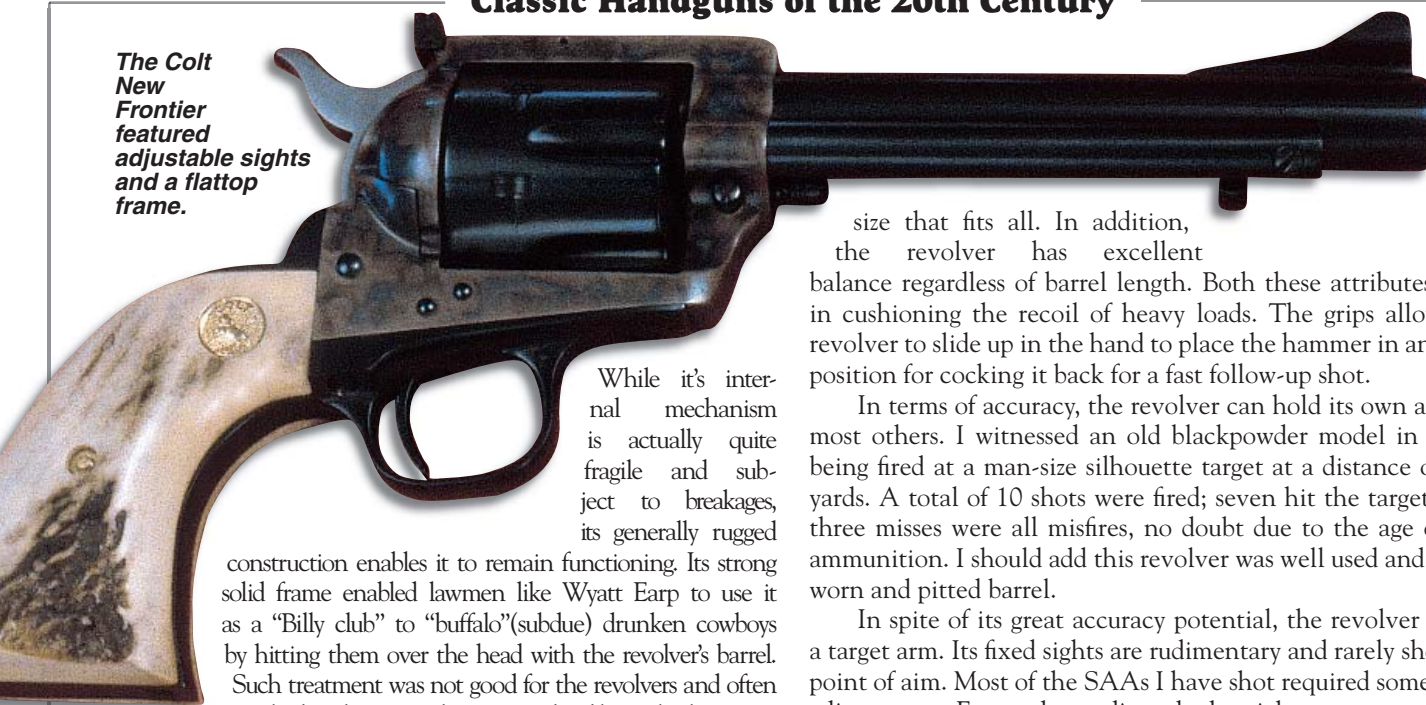 Classic Handguns of the 20th Century
The Colt
New
Frontier
featured
adjustable sights
and a flattop
frame.
While it's inter-
nal mechanism
is actually quite
fragile and sub-
ject to breakages,
its generally rugged
construction enables it to remain functioning. Its strong
solid frame enabled lawmen like Wyatt Earp to use it
as a “Billy club” to “buffalo”(subdue) drunken cowboys
by hitting them over the head with the revolver's barrel.
Such treatment was not good for the revolvers and often
size that fits all. In addition,
the revolver has excellent
balance regardless of barrel length. Both these attributes
in cushioning the recoil of heavy loads. The grips
revolver to slide up in the hand to place the hammer in
position for cocking it back for a fast follow-up shot.
In terms of accuracy, the revolver can hold its own
most others. I witnessed an old blackpowder model in
being fired at a man-size silhouette target at a distance
yards. A total of 10 shots were fired; seven hit the target
three misses were all misfires, no doubt due to the age
ammunition. I should add this revolver was well used and
worn and pitted barrel.
In spite of its great accuracy potential, the revolver
a target arm. Its fixed sights are rudimentary and rarely
point of aim. Most of the SAAs I have shot required some